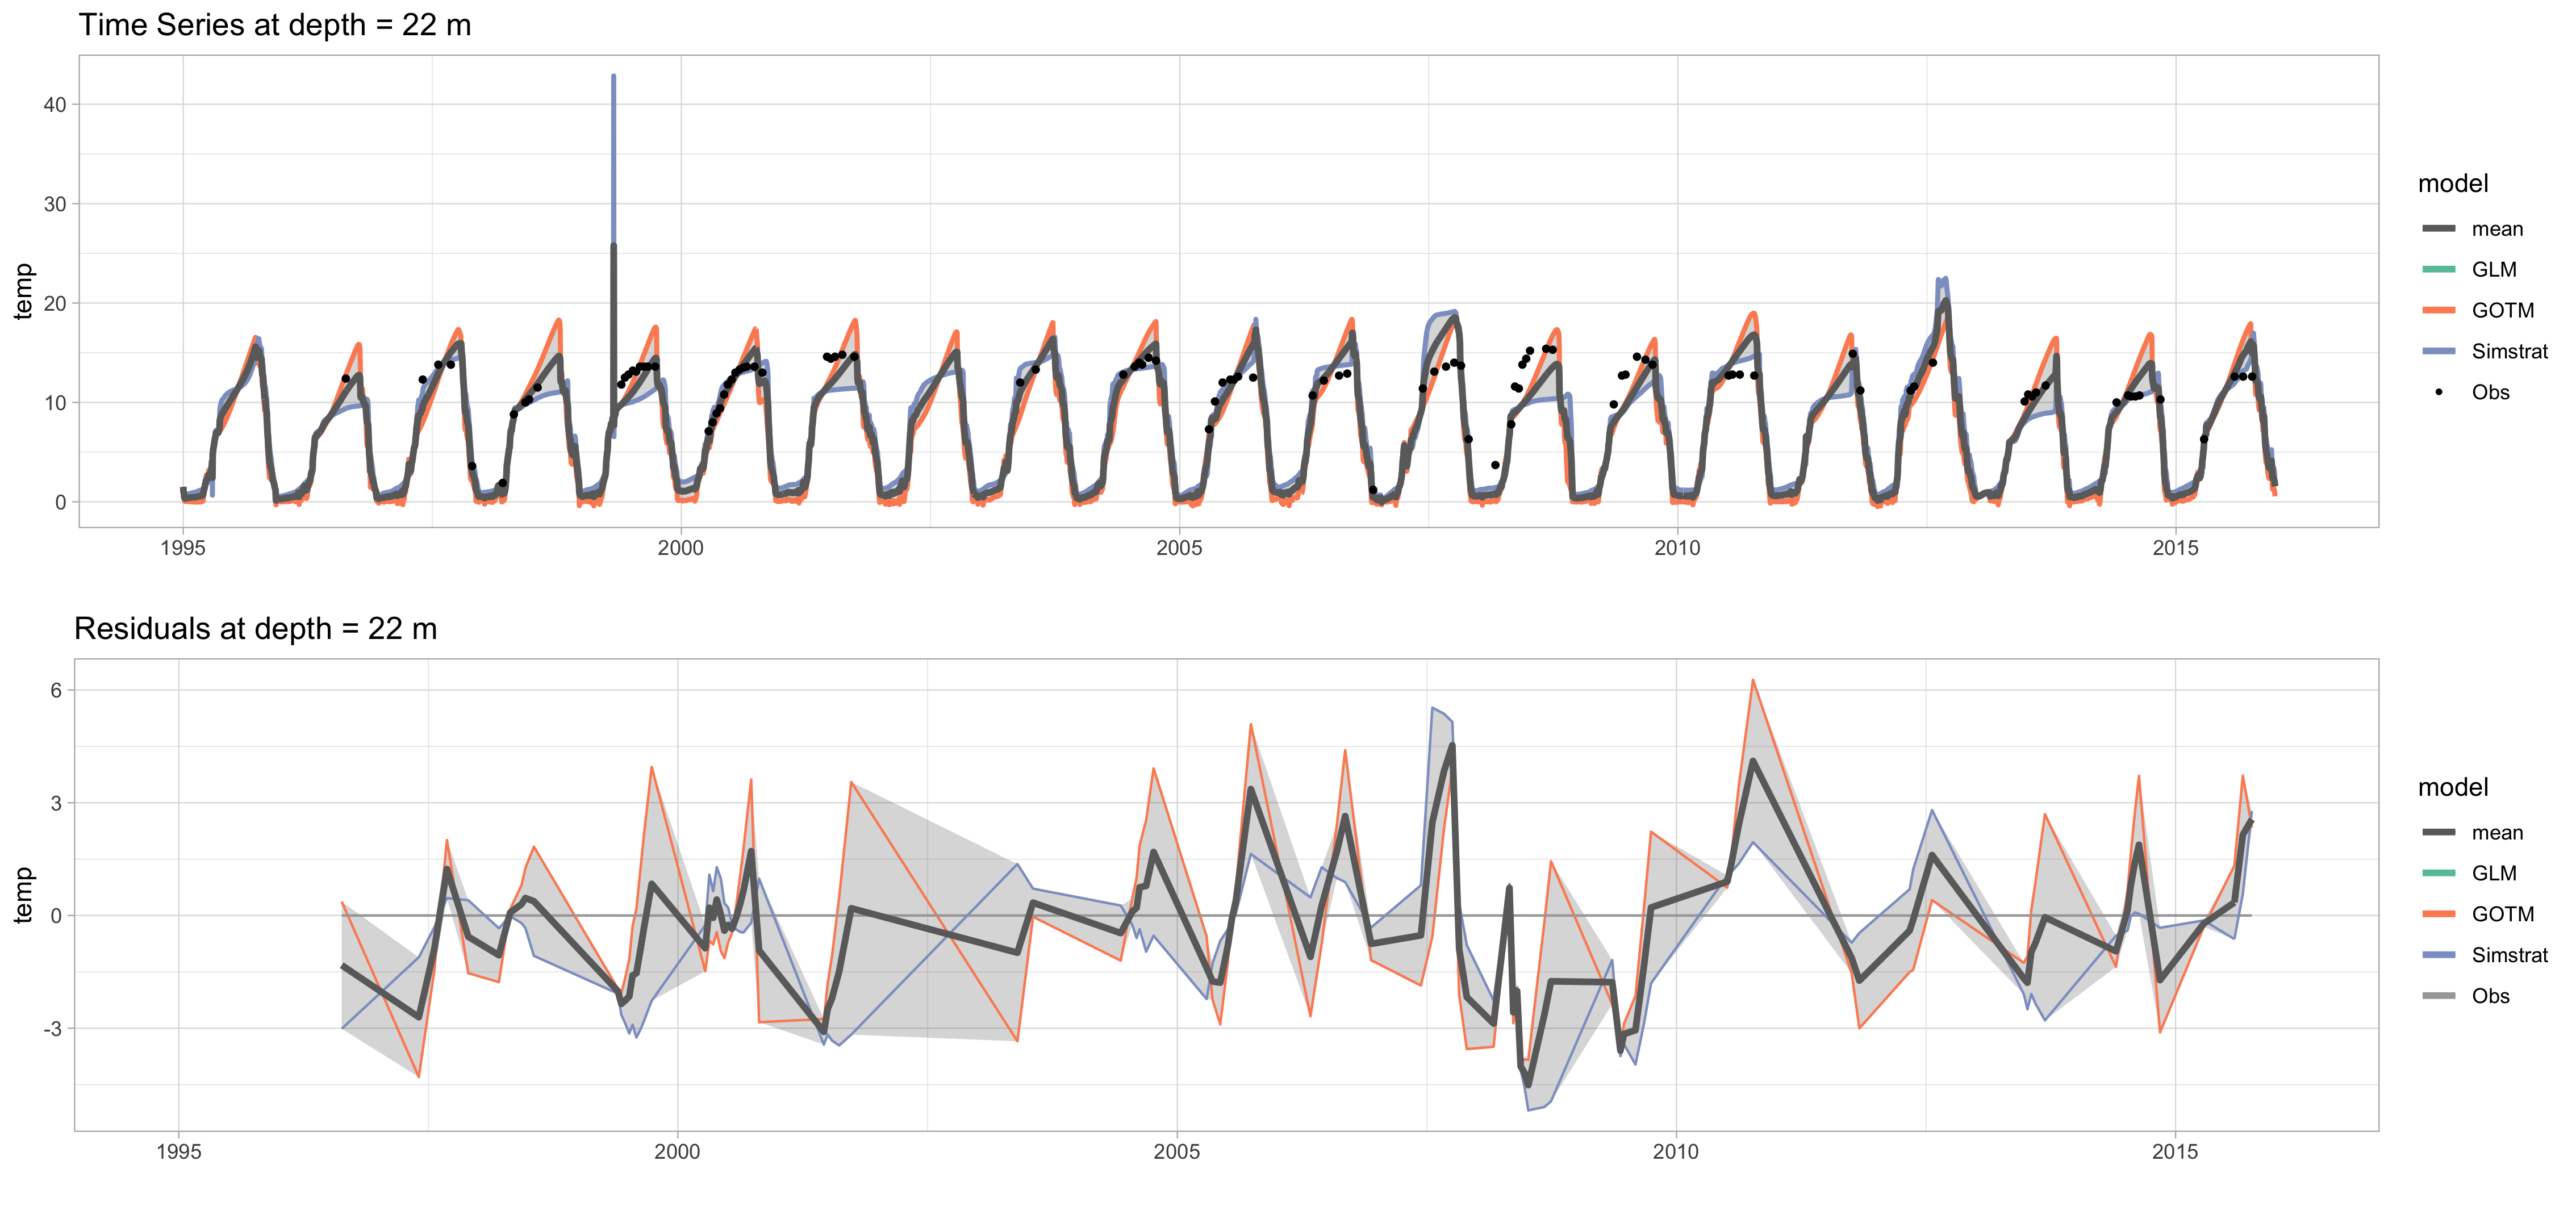 Time Series at depth = 22 m
temp
40
30
20
10
0
1995
2000
2005
2010
2015
model
mean
GLM
GOTM
Simstrat
Obs
Residuals at depth = 22 m
temp
6
3
0
-3
1995
2000
2005
2010
2015
model
mean
GLM
GOTM
Simstrat
Obs